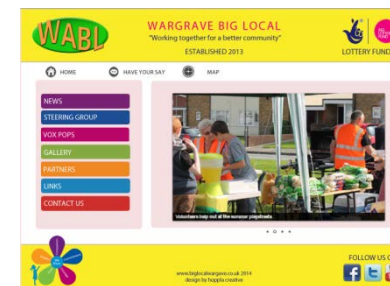 WABL
WARGRAVE BIG LOCAL
"Working together for a better community"
ESTABLISHED 2013
LOTTERY FUND
HOME
HAVE YOUR SAY
MAP
NEWS
STEERING GROUP
VOX POPS
GALLERY
PARTNERS
LINKS
CONTACT US
Volunteers help out at the summer playscheme.
FOLLOW US O
www.biglocalwargrave.co.uk 2014
design by hoppla creative